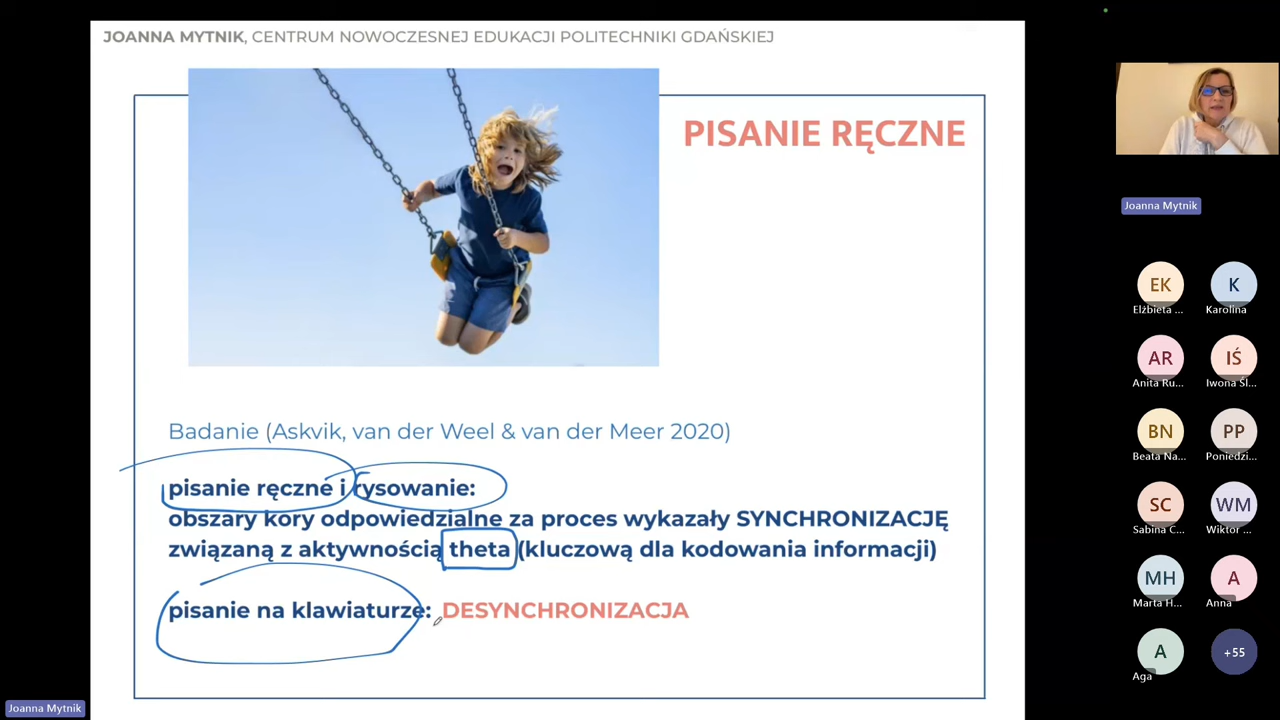 JOANNA MYTNIK, CENTRUM NOWOCZESNEJ EDUKACJI POLITECHNIKI GDAŃSKIEJ
PISANIE RĘCZNE
Badanie (Askvik, van der Weel & van der Meer 2020)
pisanie ręczne i rysowanie:
obszary kory odpowiedzialne za proces wykazały SYNCHRONIZACJĘ
związaną z aktywnością theta (kluczową dla kodowania informacji)
pisanie na klawiaturze: DESYNCHRONIZACJA
Joanna Mytnik
Joanna Mytnik
EK
K
Elżbieta ...
Karolina
AR
IŚ
Anita Ru...
Iwona Śl...
BN
PP
Beata Na...
Poniedzi...
SC
WM
Sabina C...
Wiktor ...
MH
A
Marta H...
Anna
A
+55
Aga